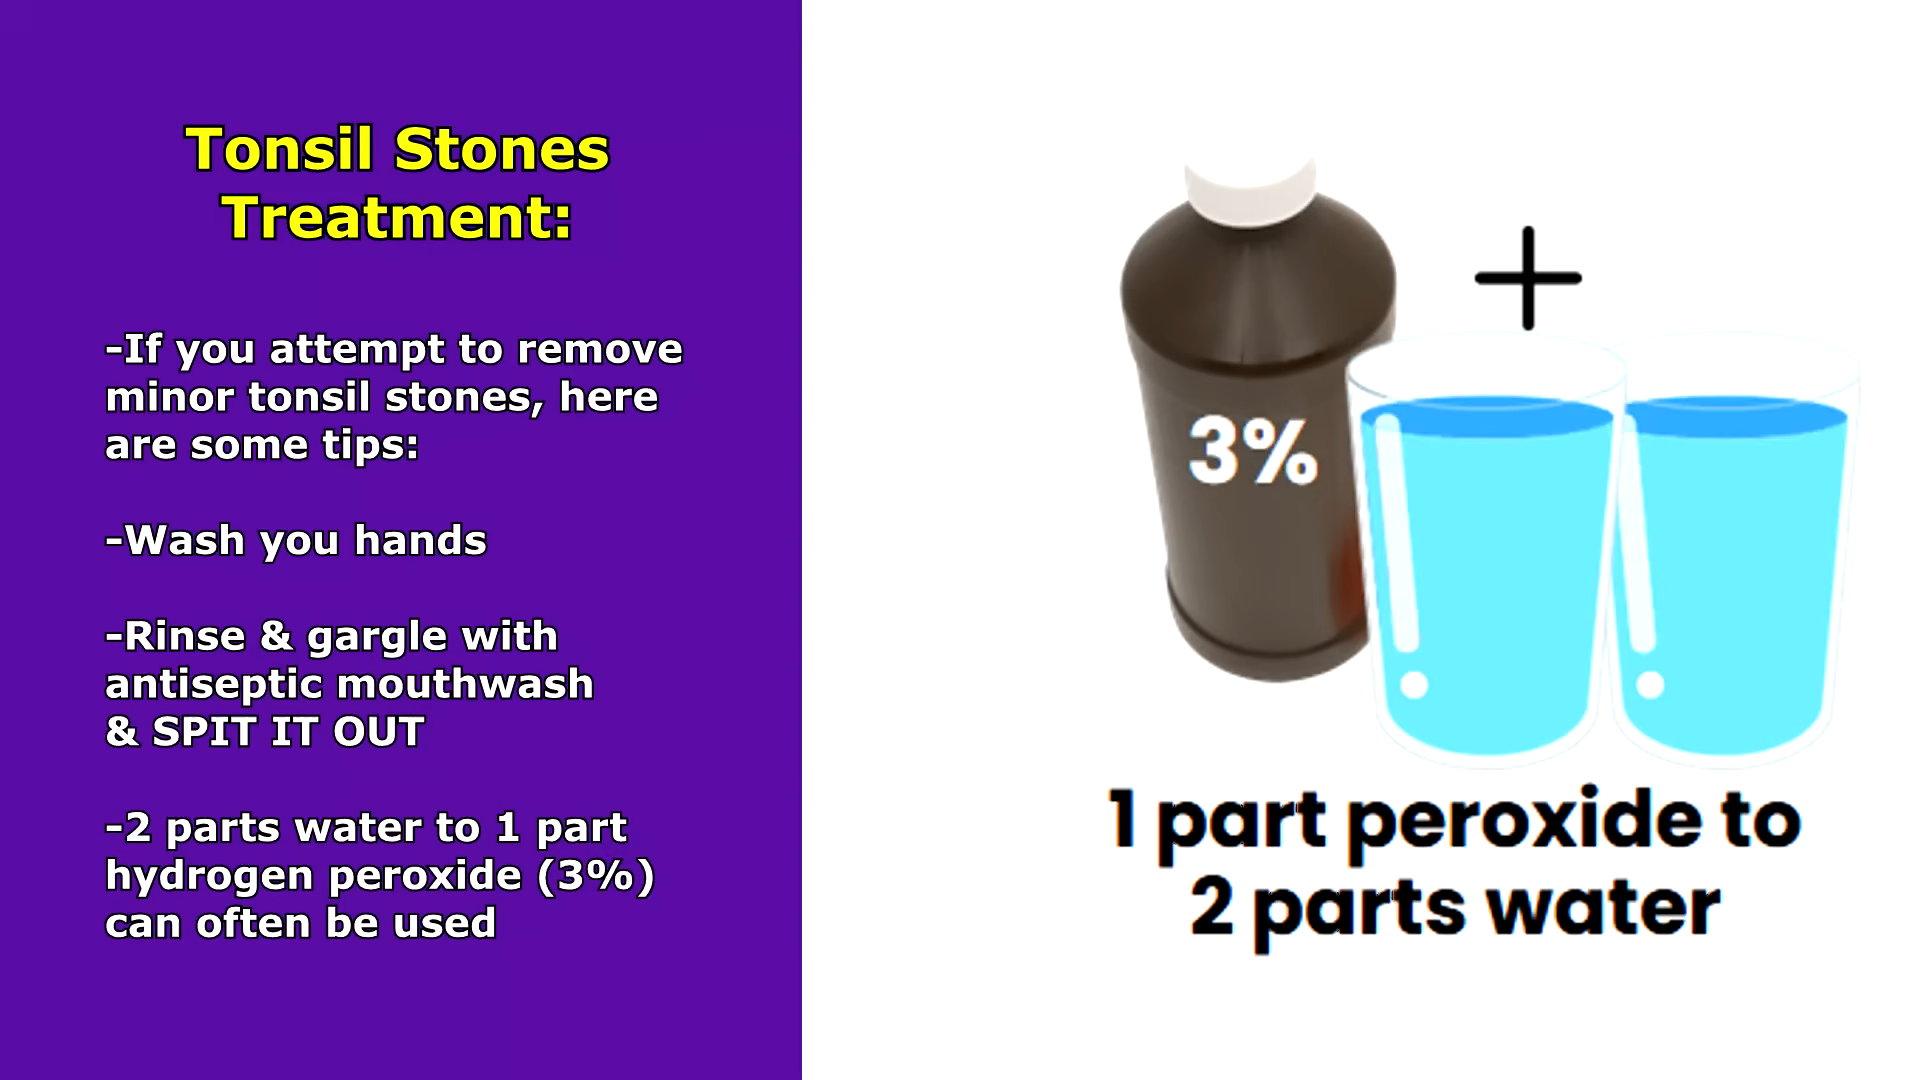 Tonsil Stones
Treatment:
-If you attempt to remove
minor tonsil stones, here
are some tips:
-Wash you hands
-Rinse & gargle with
antiseptic mouthwash
& SPIT IT OUT
-2 parts water to 1 part
hydrogen peroxide (3%)
can often be used
3%
1 part peroxide to
2 parts water